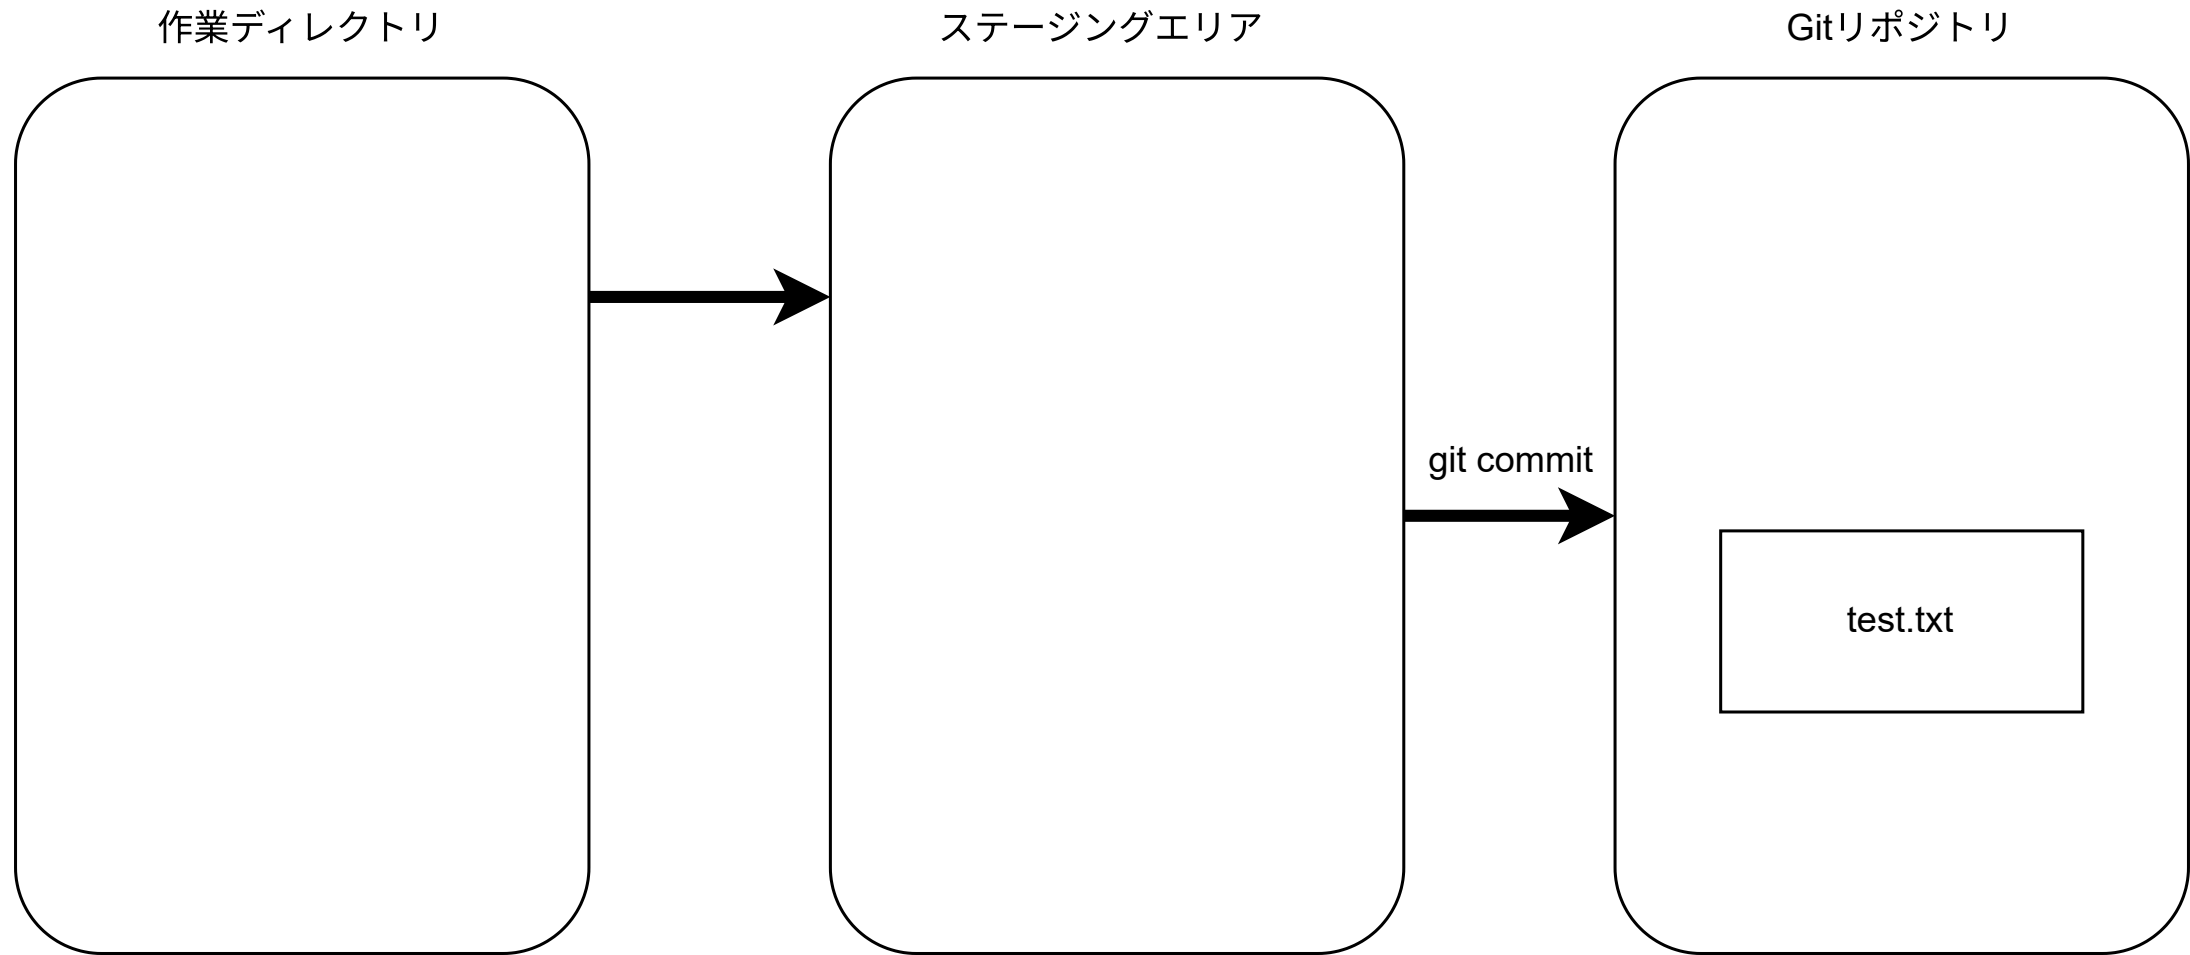 作業ディレクトリ
ステージングエリア
Gitリポジトリ
git commit
test.txt